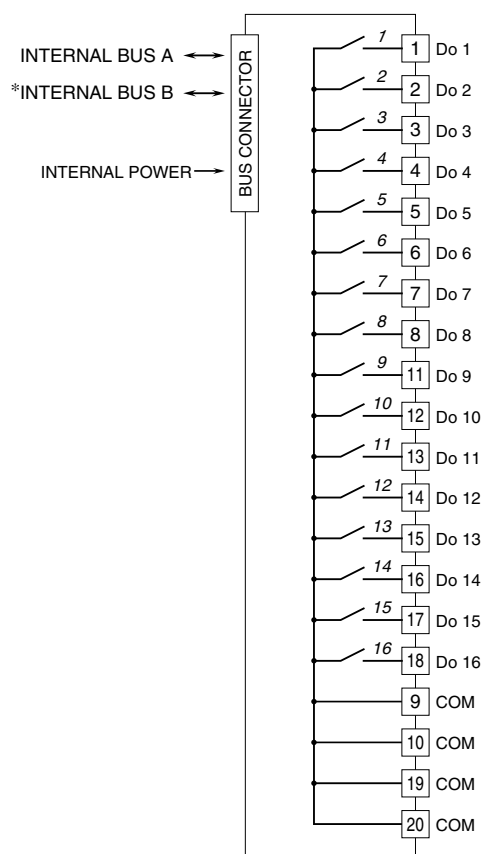 INTERNAL BUS A
*INTERNAL BUS B
INTERNAL POWER
BUS CONNECTOR
1 1 Do 1
2 2 Do 2
3 3 Do 3
4 4 Do 4
5 5 Do 5
6 6 Do 6
7 7 Do 7
8 8 Do 8
9 11 Do 9
10 12 Do 10
11 13 Do 11
12 14 Do 12
13 15 Do 13
14 16 Do 14
15 17 Do 15
16 18 Do 16
9 COM
10 COM
19 COM
20 COM